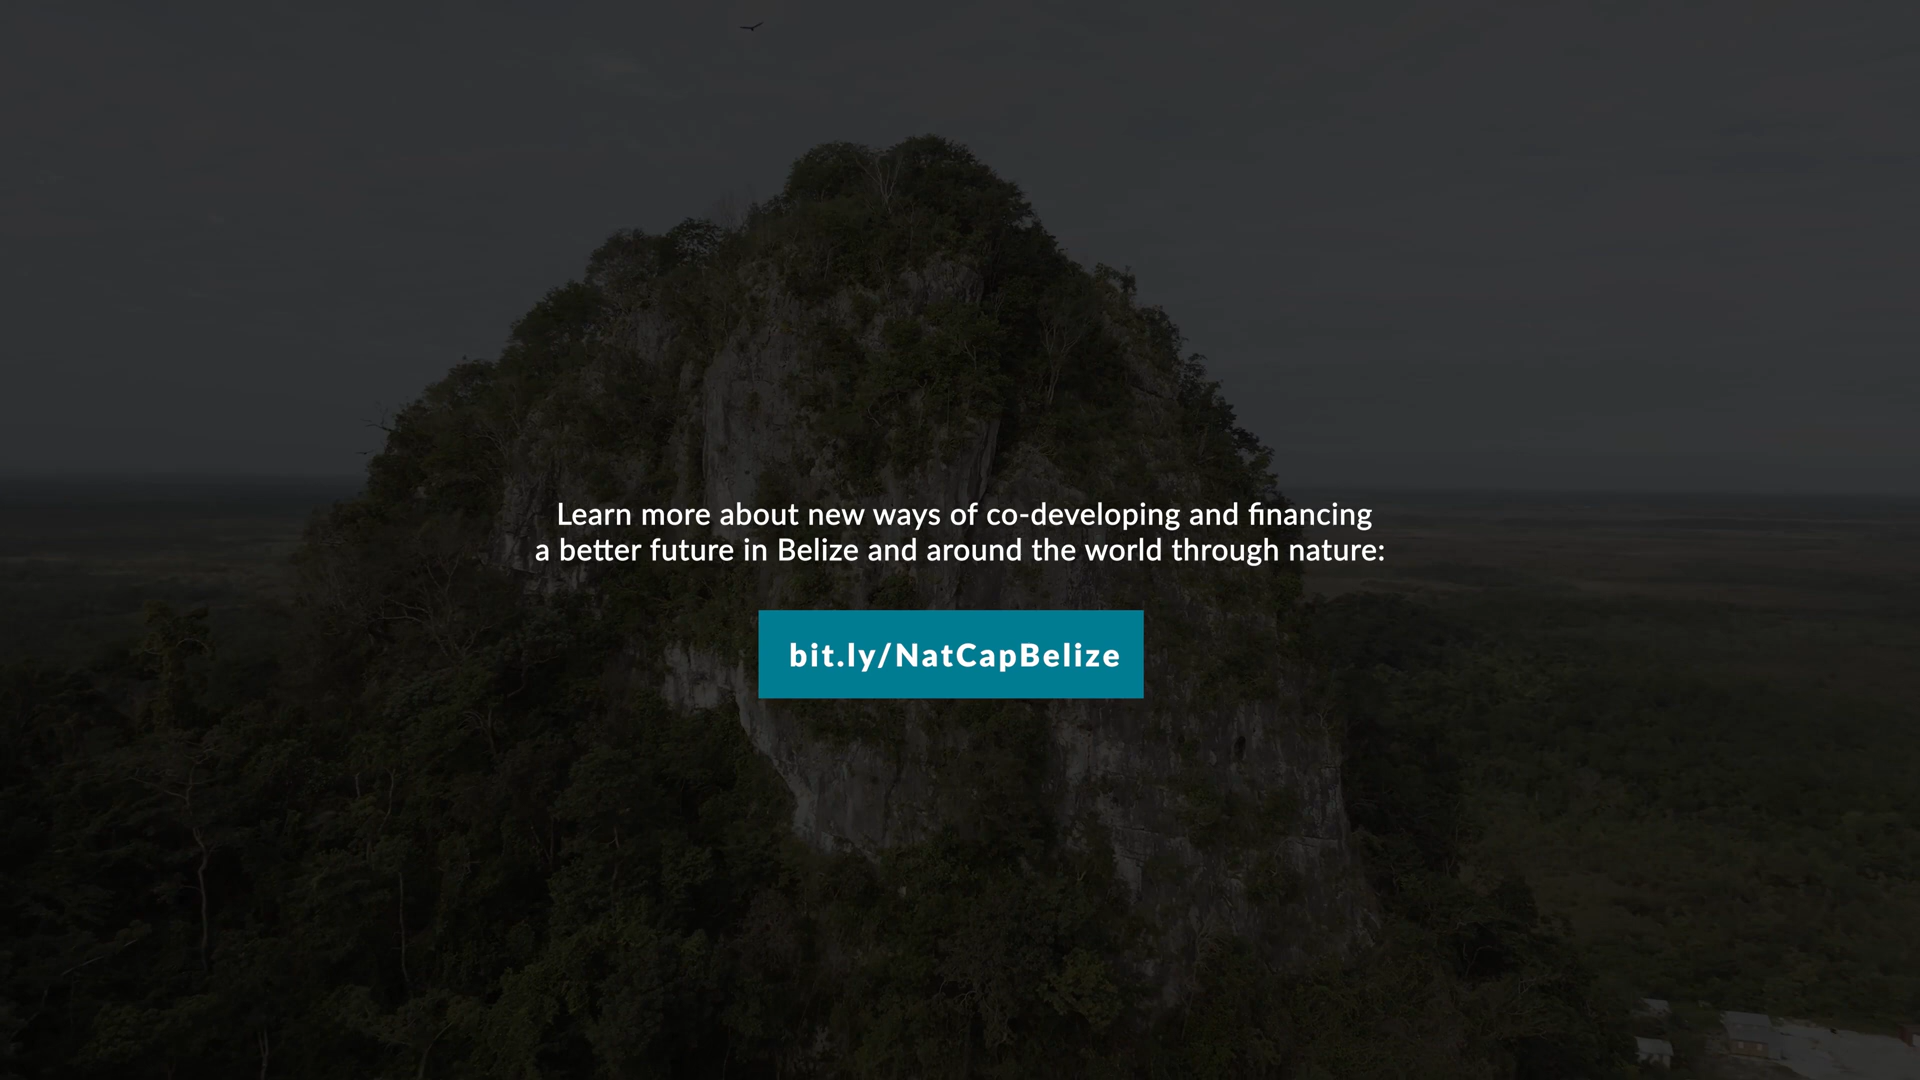 Learn more about new ways of co-developing and financing
a better future in Belize and around the world through nature:
bit.ly/NatCapBelize